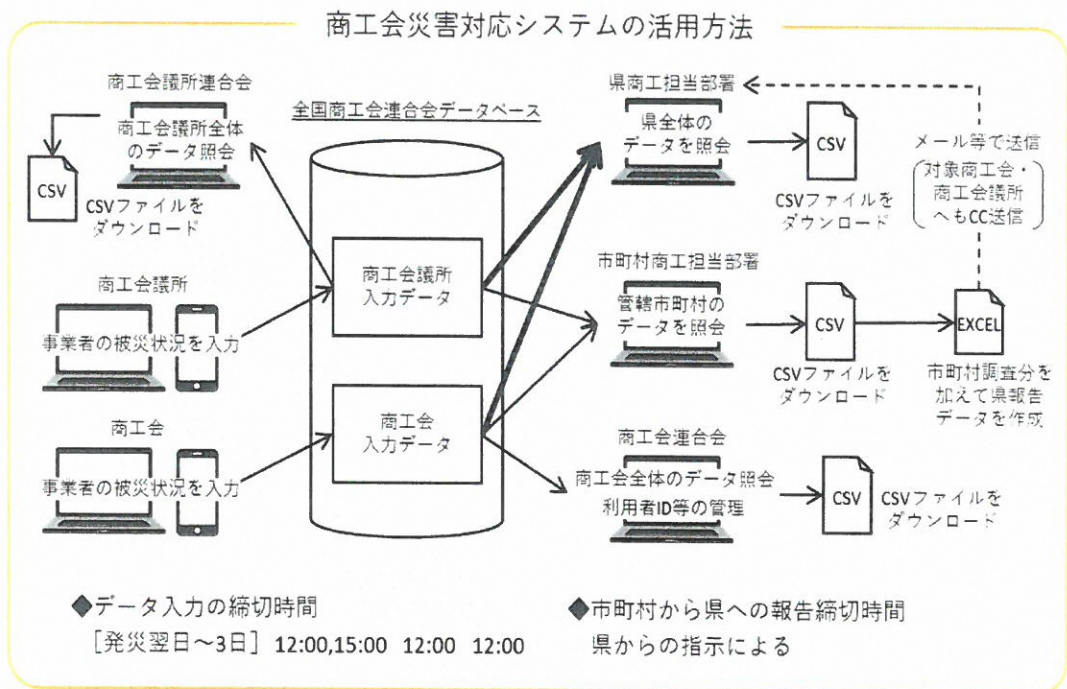 商工会災害対応システムの活用方法
商工会議所連合会
商工会議所全体
のデータ照会
CSV
CSVファイルを
ダウンロード
商工会議所
事業者の被災状況を入力
商工会
事業者の被災状況を入力
全国商工会連合会データベース
商工会議所
入力データ
商工会
入力データ
県商工担当部署
県全体の
データを照会
CSV
CSVファイルを
ダウンロード
メール等で送信
対象商工会・
商工会議所
へもCC送信
市町村商工担当部署
管轄市町村の
データを照会
CSV
CSVファイルを
ダウンロード
EXCEL
市町村調査分を
加えて県報告
データを作成
商工会連合会
商工会全体のデータ照会
利用者ID等の管理
CSV
CSVファイルを
ダウンロード
◆データ入力の締切時間
［発災翌日～3日］ 12:00,15:00 12:00 12:00
◆市町村から県への報告締切時間
県からの指示による